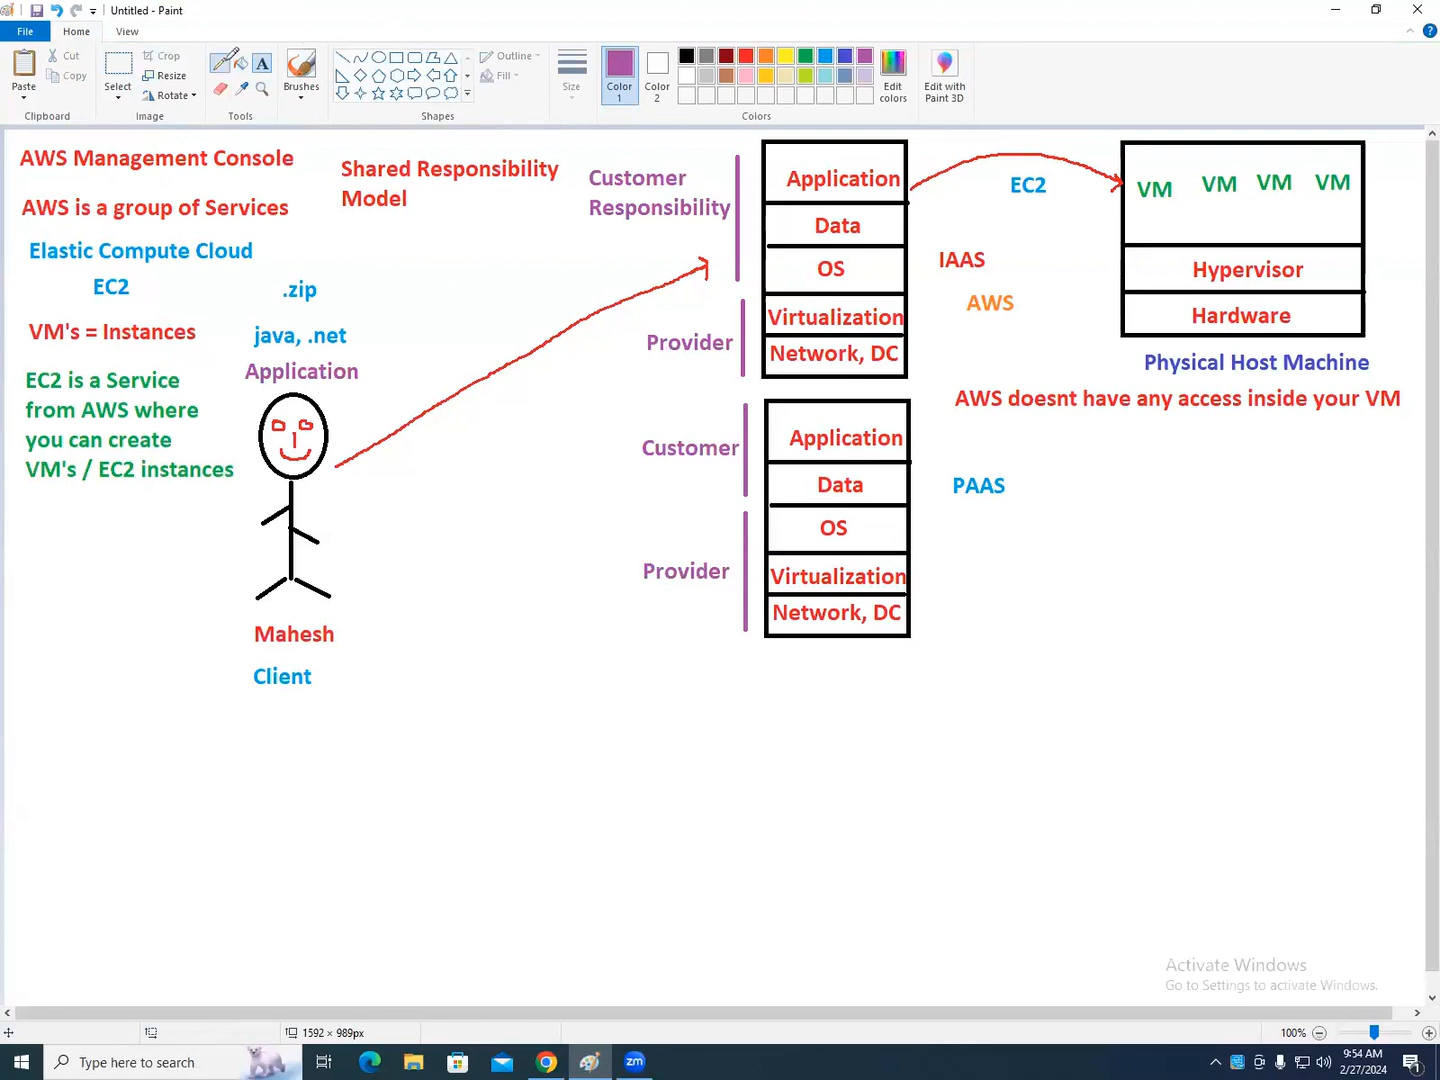 Untitled - Paint
File
Home
View
Paste
Cut
Copy
Clipboard
Select
Crop
Resize
Rotate
Image
A
Tools
Brushes
Outline
Fill
Shapes
Size
Color
1
Color
2
Edit
colors
Edit with
Paint 3D
Colors
AWS Management Console
AWS is a group of Services
Elastic Compute Cloud
EC2
VM's = Instances
EC2 is a Service
from AWS where
you can create
VM's / EC2 instances
Shared Responsibility
Model
.zip
java, .net
Application
Mahesh
Client
Customer
Responsibility
Provider
Application
Data
OS
Virtualization
Network, DC
IAAS
AWS
EC2
VM VM VM VM
Hypervisor
Hardware
Physical Host Machine
AWS doesnt have any access inside your VM
Customer
Provider
Application
Data
OS
Virtualization
Network, DC
PAAS
Activate Windows
Go to Settings to activate Windows.
1592 × 989px
100%
Type here to search
zm
9:54 AM
2/27/2024
1